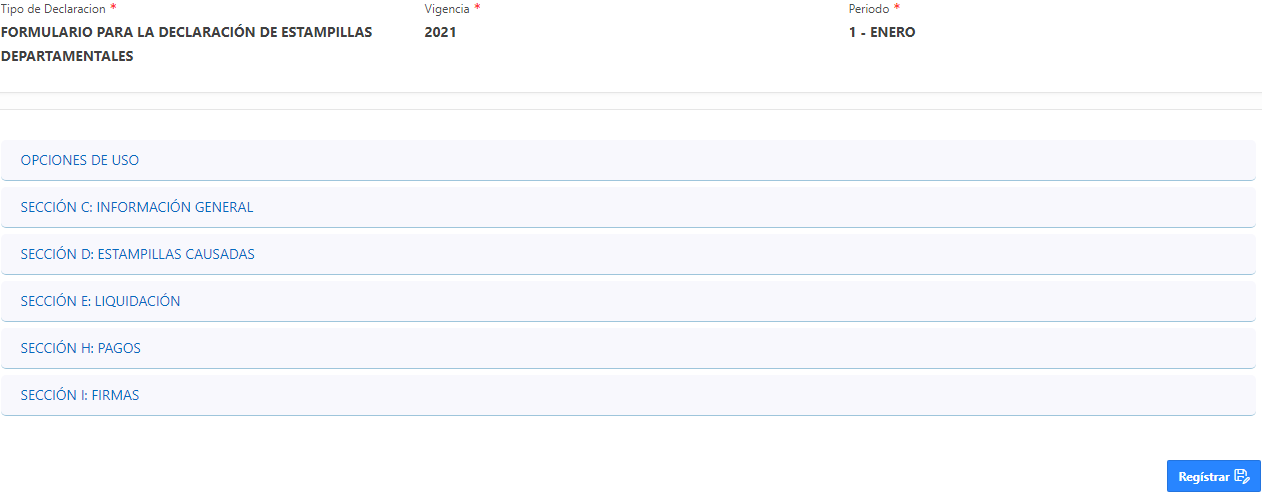 Tipo de Declaracion *
Vigencia *
Periodo *
FORMULARIO PARA LA DECLARACIÓN DE ESTAMPILLAS
DEPARTAMENTALES
2021
1 - ENERO
OPCIONES DE USO
SECCIÓN C: INFORMACIÓN GENERAL
SECCIÓN D: ESTAMPILLAS CAUSADAS
SECCIÓN E: LIQUIDACIÓN
SECCIÓN H: PAGOS
SECCIÓN I: FIRMAS
Registrar